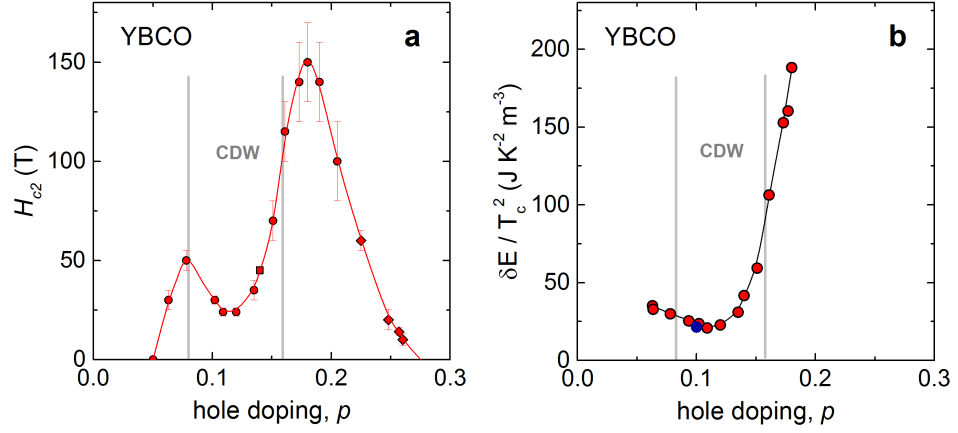 YBCO
a
150
100
50
0
H_{c2} (T)
CDW
0.0
0.1
0.2
0.3
hole doping, p
YBCO
b
200
150
100
50
0
δE / T_c^2 (J K^{-2} m^{-3})
CDW
0.0
0.1
0.2
0.3
hole doping, p